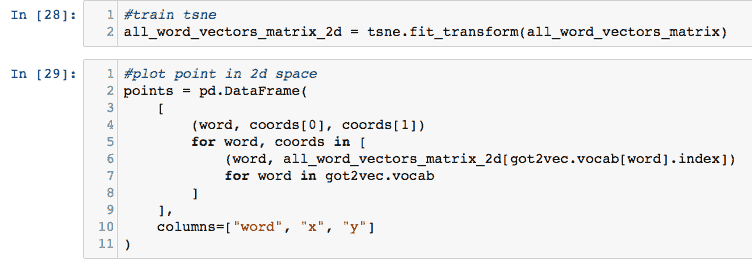 In [28]:
1 #train tsne
2 all_word_vectors_matrix_2d = tsne.fit_transform(all_word_vectors_matrix)
In [29]:
1 #plot point in 2d space
2 points = pd.DataFrame(
3     [
4         (word, coords[0], coords[1])
5         for word, coords in [
6             (word, all_word_vectors_matrix_2d[got2vec.vocab[word].index])
7             for word in got2vec.vocab
8         ]
9     ],
10     columns=["word", "x", "y"]
11 )